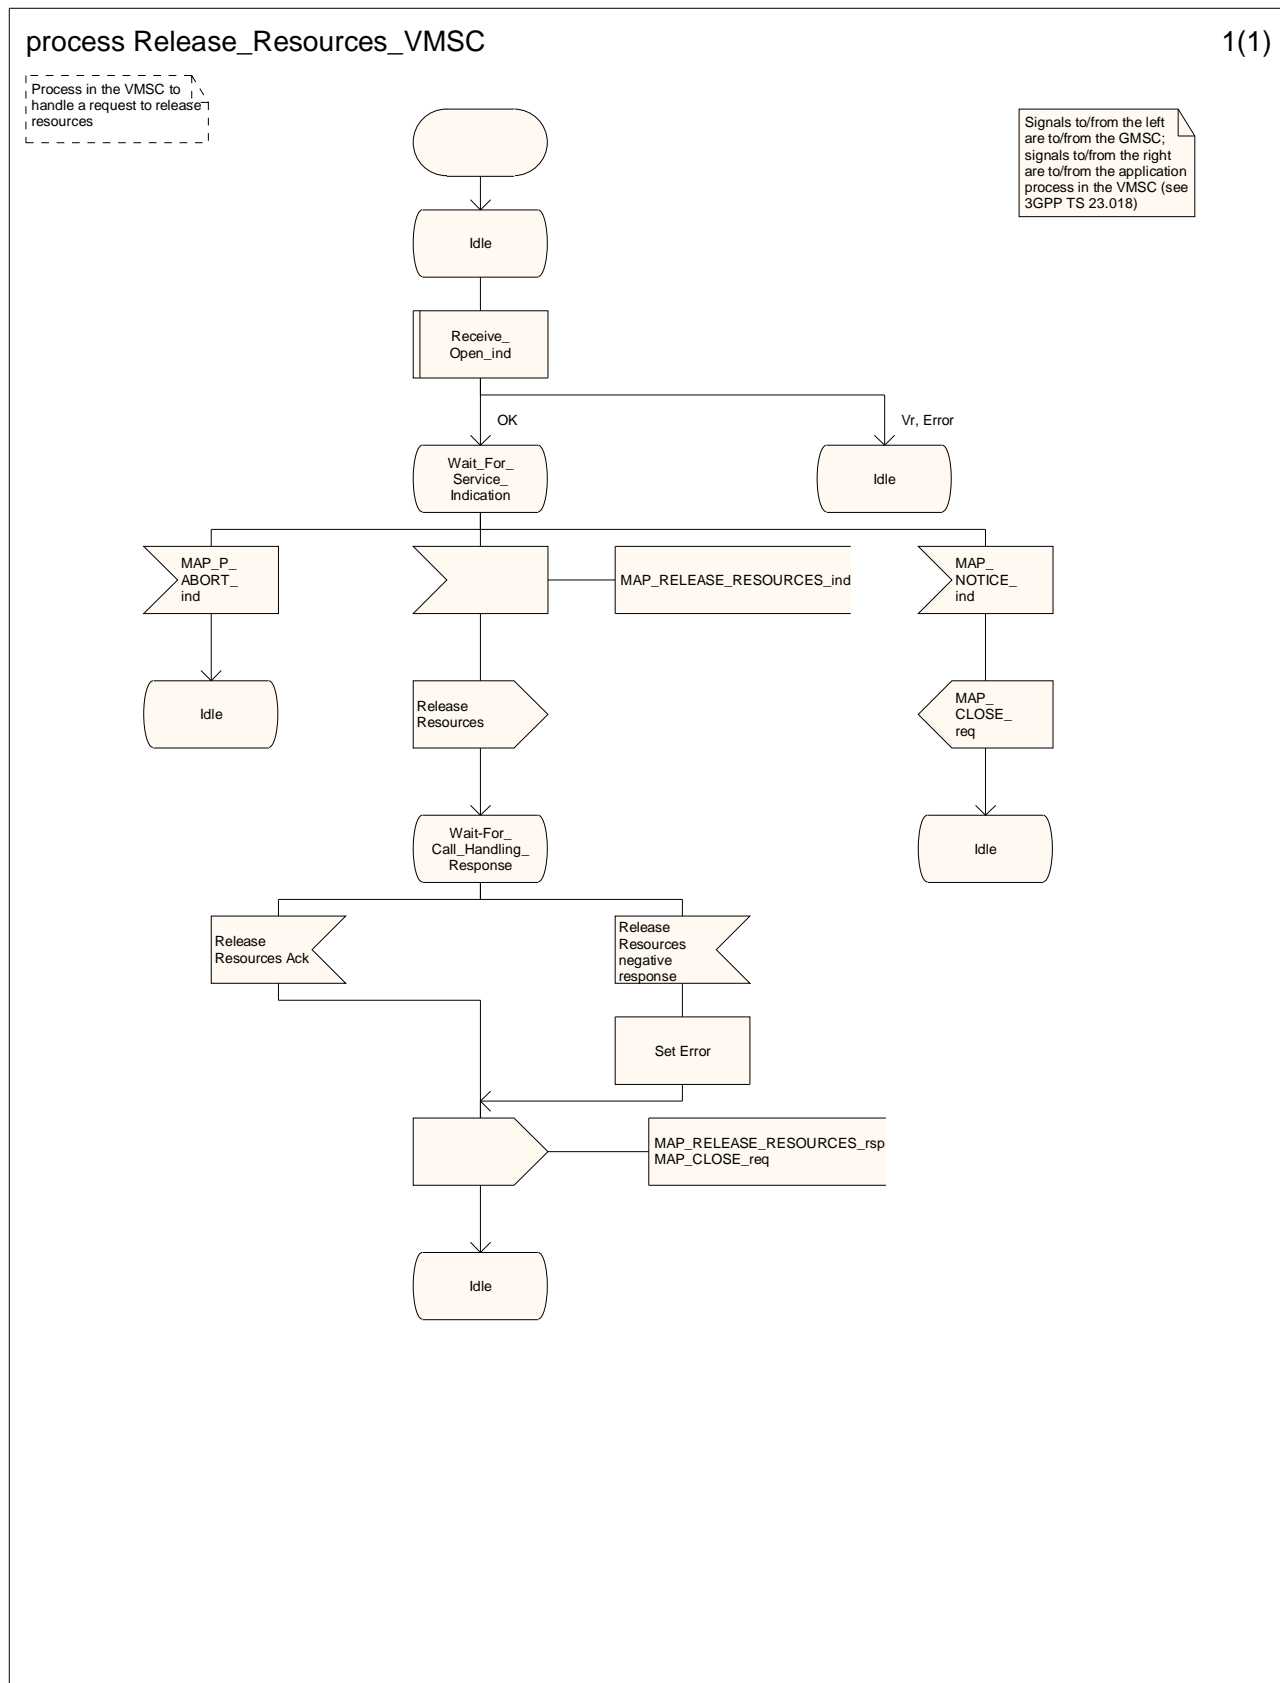 process Release_Resources_VMSC
1(1)
Process in the VMSC to
handle a request to release
resources
Signals to/from the left
are to/from the GMSC;
signals to/from the right
are to/from the application
process in the VMSC (see
3GPP TS 23.018)
Idle
Receive_
Open_ind
OK
Vr, Error
Wait_For_
Service_
Indication
Idle
MAP_P_
ABORT_
ind
MAP_RELEASE_RESOURCES_ind
MAP_
NOTICE_
ind
Idle
Release
Resources
MAP_
CLOSE_
req
Wait-For_
Call_Handling_
Response
Idle
Release
Resources Ack
Release
Resources
negative
response
Set Error
MAP_RELEASE_RESOURCES_rsp
MAP_CLOSE_req
Idle